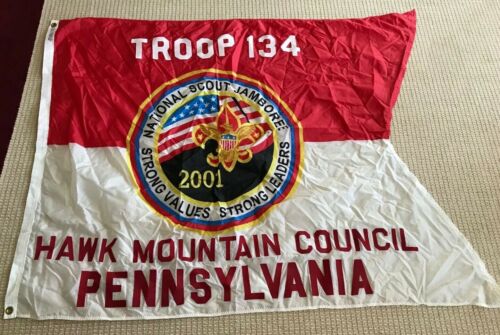 TROOP 134
NATIONAL SCOUT JAMBOREE
2001
STRONG VALUES STRONG LEADERS
HAWK MOUNTAIN COUNCIL
PENNSYLVANIA